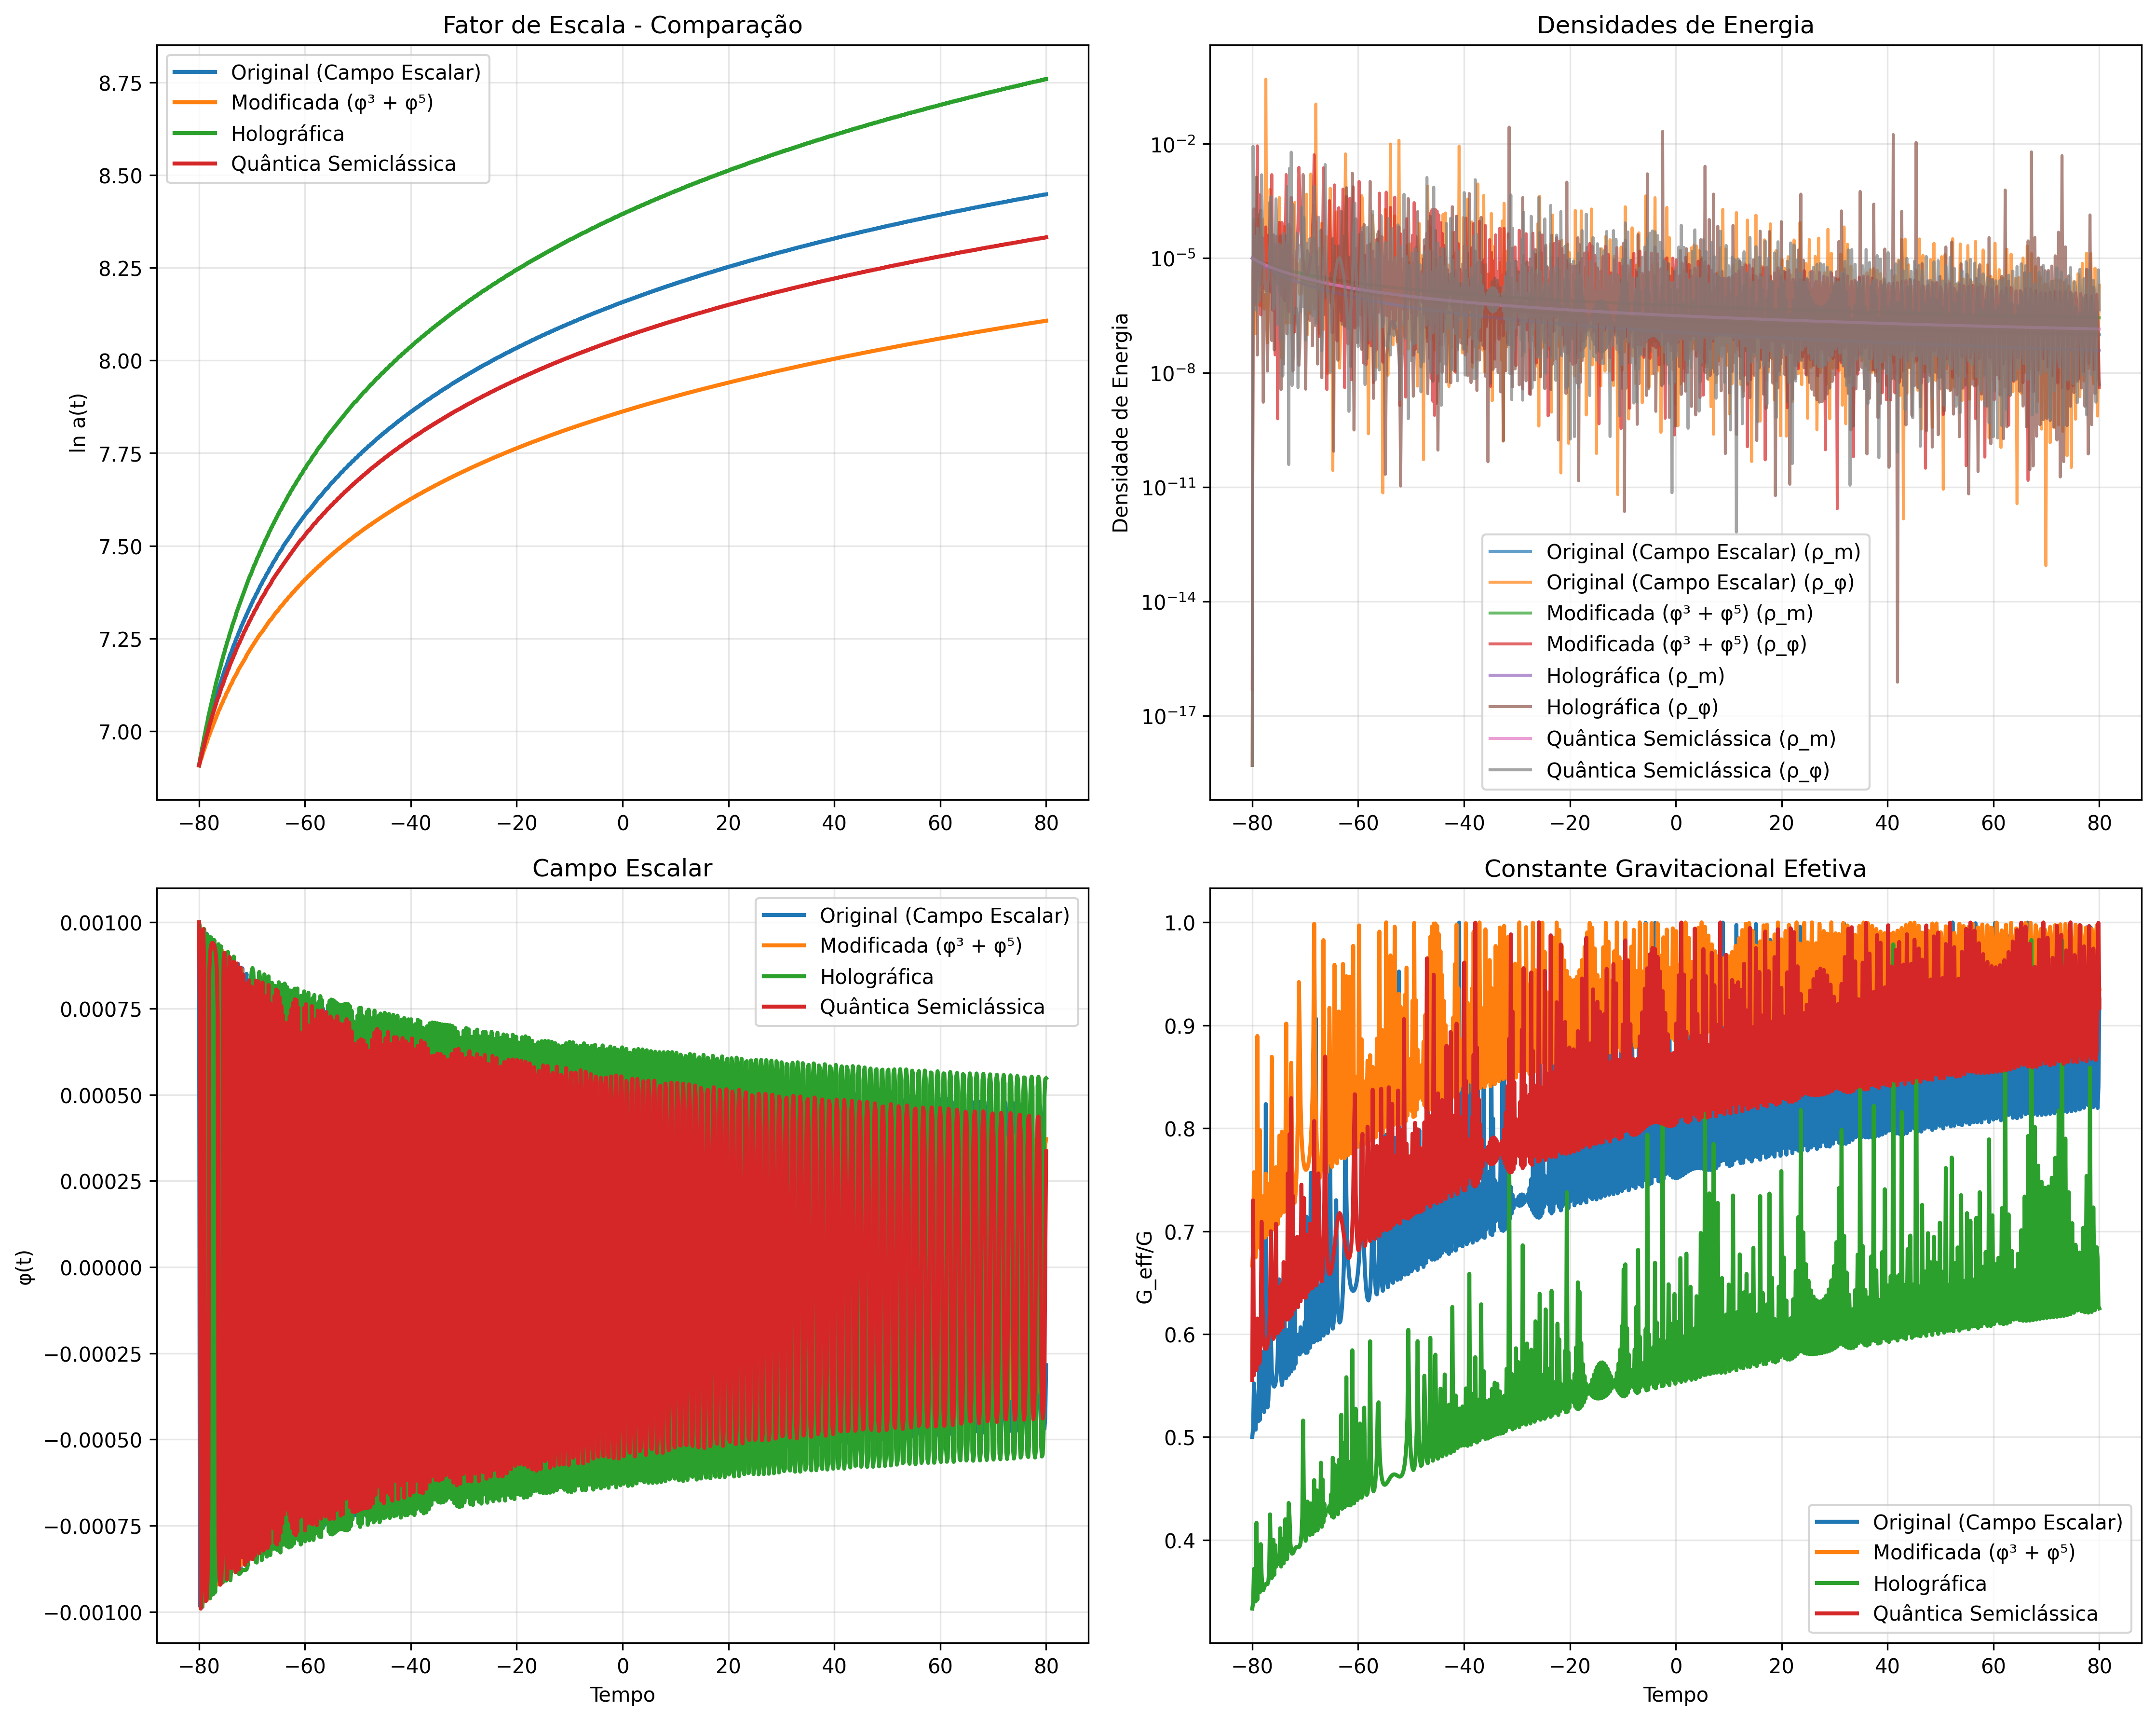 Fator de Escala - Comparação
ln a(t)
8.75
8.50
8.25
8.00
7.75
7.50
7.25
7.00
Original (Campo Escalar)
Modificada (φ³ + φ⁵)
Holográfica
Quântica Semiclássica
−80 −60 −40 −20 0 20 40 60 80
Densidades de Energia
Densidade de Energia
10⁻²
10⁻⁵
10⁻⁸
10⁻¹¹
10⁻¹⁴
10⁻¹⁷
Original (Campo Escalar) (ρ_m)
Original (Campo Escalar) (ρ_φ)
Modificada (φ³ + φ⁵) (ρ_m)
Modificada (φ³ + φ⁵) (ρ_φ)
Holográfica (ρ_m)
Holográfica (ρ_φ)
Quântica Semiclássica (ρ_m)
Quântica Semiclássica (ρ_φ)
−80 −60 −40 −20 0 20 40 60 80
Campo Escalar
φ(t)
0.00100
0.00075
0.00050
0.00025
0.00000
−0.00025
−0.00050
−0.00075
−0.00100
Original (Campo Escalar)
Modificada (φ³ + φ⁵)
Holográfica
Quântica Semiclássica
−80 −60 −40 −20 0 20 40 60 80
Tempo
Constante Gravitacional Efetiva
G_eff/G
1.0
0.9
0.8
0.7
0.6
0.5
0.4
Original (Campo Escalar)
Modificada (φ³ + φ⁵)
Holográfica
Quântica Semiclássica
−80 −60 −40 −20 0 20 40 60 80
Tempo